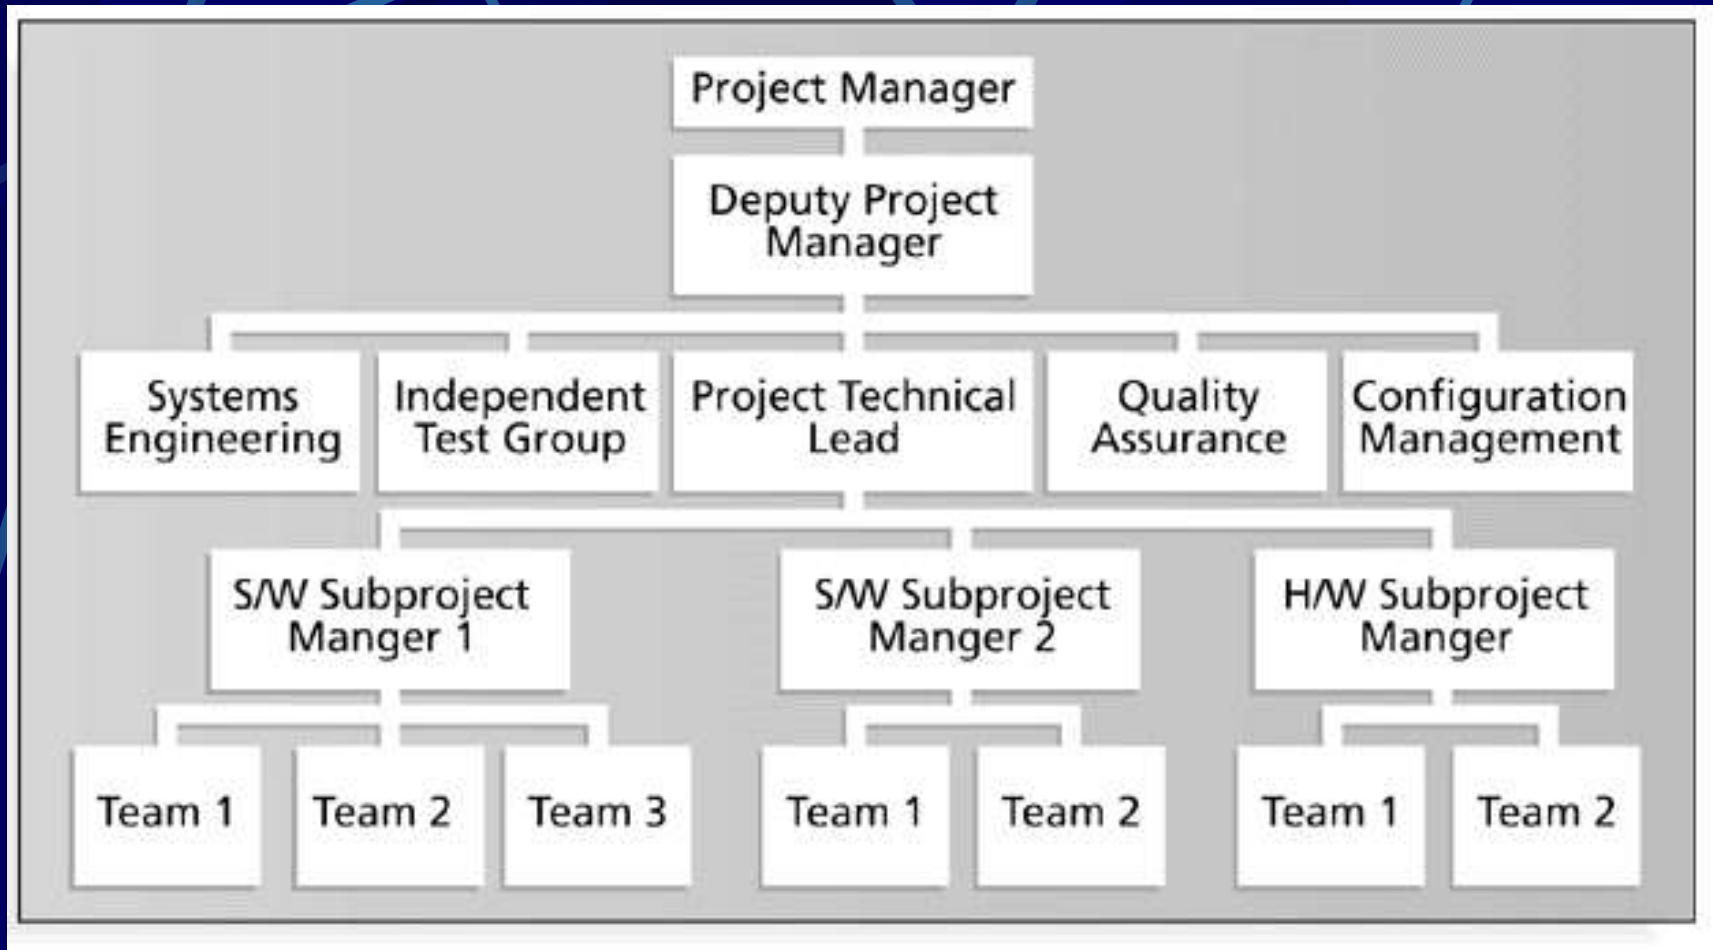 Project Manager
Deputy Project
Manager
Systems
Engineering
Independent
Test Group
Project Technical
Lead
Quality
Assurance
Configuration
Management
S/W Subproject
Manger 1
S/W Subproject
Manger 2
H/W Subproject
Manger
Team 1
Team 2
Team 3
Team 1
Team 2
Team 1
Team 2